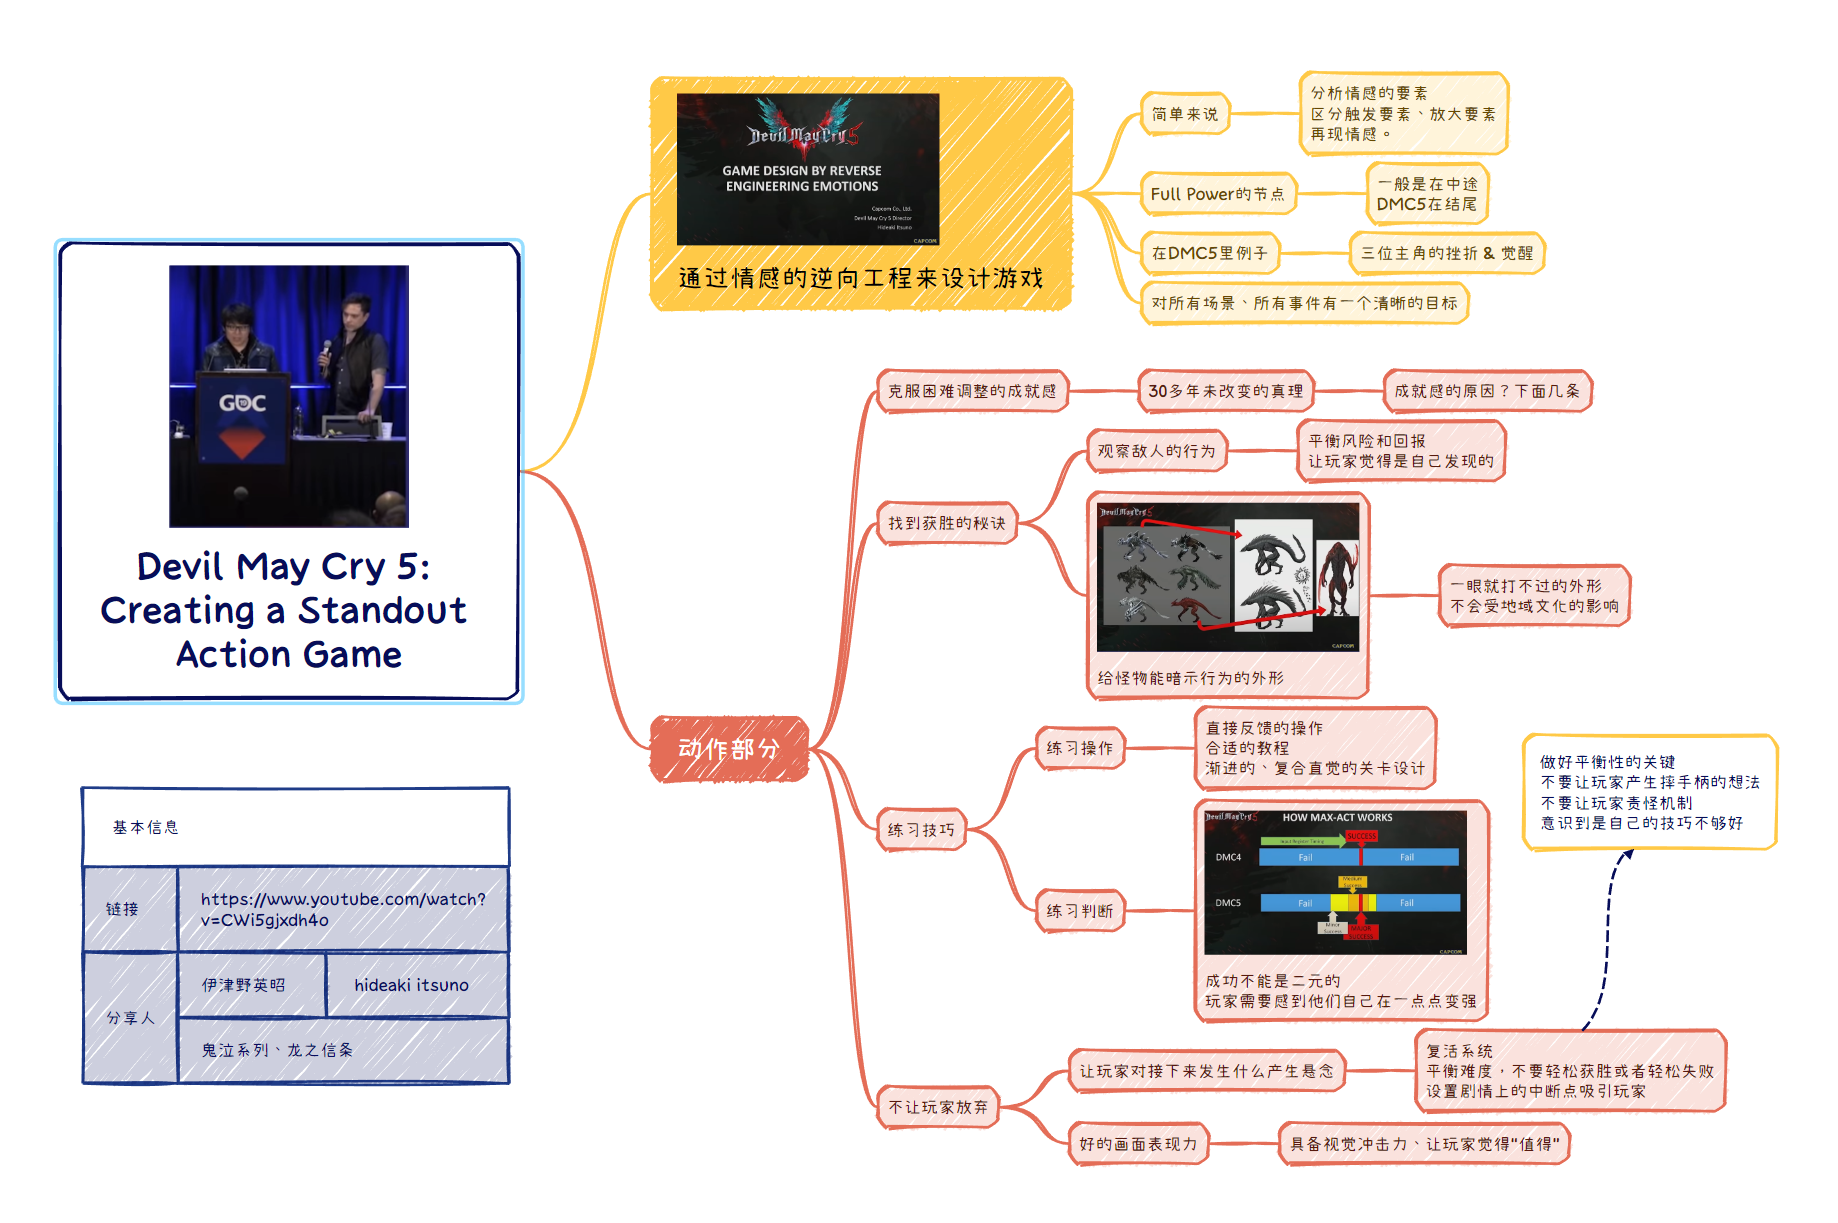 GDC
Devil May Cry 5:
Creating a Standout
Action Game
基本信息
链接
https://www.youtube.com/watch?
v=CWi5gjxdh4o
分享人
伊津野英昭
hideaki itsuno
鬼泣系列、龙之信条
Devil May Cry 5
GAME DESIGN BY REVERSE
ENGINEERING EMOTIONS
Capcom Co., Ltd.
Devil May Cry 5 Director
Hideaki Itsuno
CAPCOM
通过情感的逆向工程来设计游戏
简单来说
分析情感的要素
区分触发要素、放大要素
再现情感。
Full Power的节点
一般是在中途
DMC5在结尾
在DMC5里例子
三位主角的挫折 & 觉醒
对所有场景、所有事件有一个清晰的目标
动作部分
克服困难调整的成就感
30多年未改变的真理
成就感的原因？下面几条
找到获胜的秘诀
观察敌人的行为
平衡风险和回报
让玩家觉得是自己发现的
Devil May Cry 5
CAPCOM
给怪物能暗示行为的外形
一眼就打不过的外形
不会受地域文化的影响
练习技巧
练习操作
直接反馈的操作
合适的教程
渐进的、复合直觉的关卡设计
练习判断
Devil May Cry 5
HOW MAX-ACT WORKS
Input Register Timing
SUCCESS
DMC4
Fail
Fail
Medium
Success
DMC5
Fail
Fail
Minor
Success
MAJOR
SUCCESS
CAPCOM
成功不能是二元的
玩家需要感到他们自己在一点点变强
不让玩家放弃
让玩家对接下来发生什么产生悬念
复活系统
平衡难度，不要轻松获胜或者轻松失败
设置剧情上的中断点吸引玩家
好的画面表现力
具备视觉冲击力、让玩家觉得"值得"
做好平衡性的关键
不要让玩家产生摔手柄的想法
不要让玩家责怪机制
意识到是自己的技巧不够好